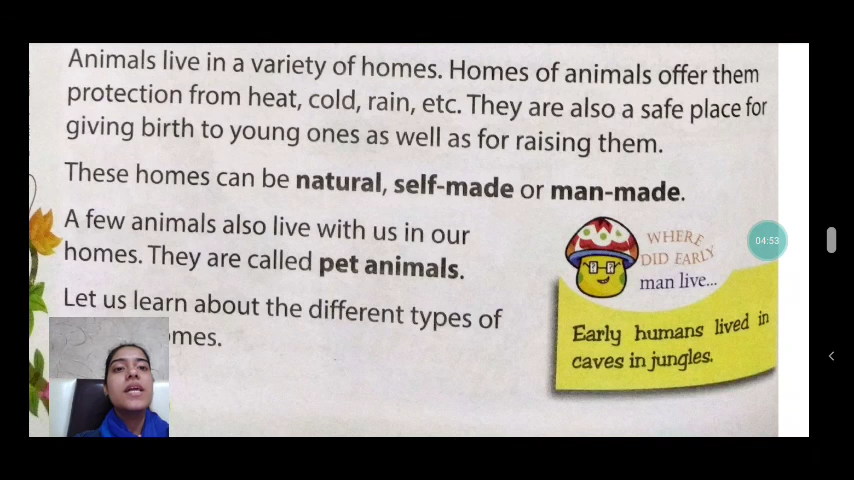 Animals live in a variety of homes. Homes of animals offer them
protection from heat, cold, rain, etc. They are also a safe place for
giving birth to young ones as well as for raising them.
These homes can be natural, self-made or man-made.
A few animals also live with us in our
homes. They are called pet animals.
Let us learn about the different types of
omes.
WHERE
DID EARLY
man live...
Early humans lived in
caves in jungles.
04:53